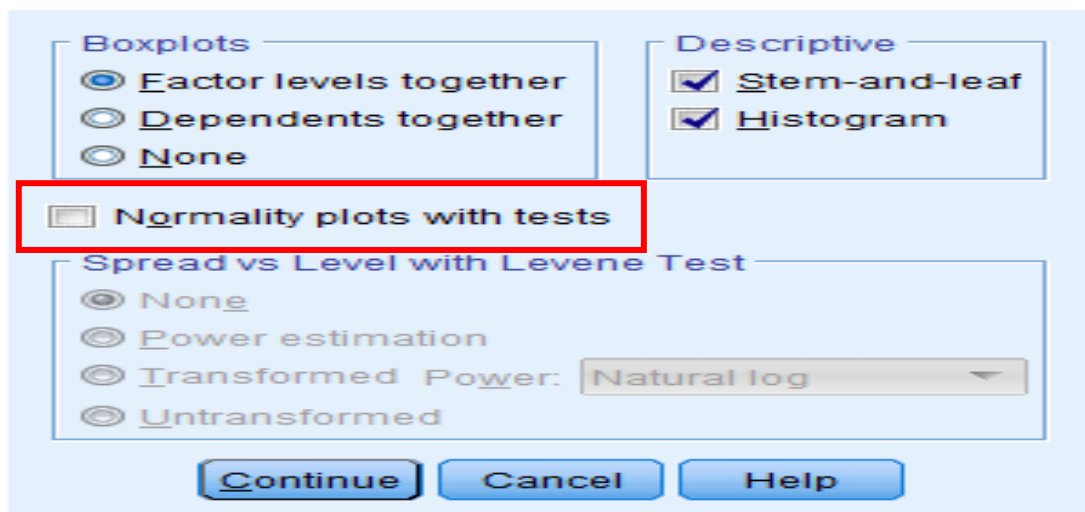 Boxplots
Factor levels together
Dependents together
None
Descriptive
Stem-and-leaf
Histogram
Normality plots with tests
Spread vs Level with Levene Test
None
Power estimation
Transformed Power: Natural log
Untransformed
Continue Cancel Help